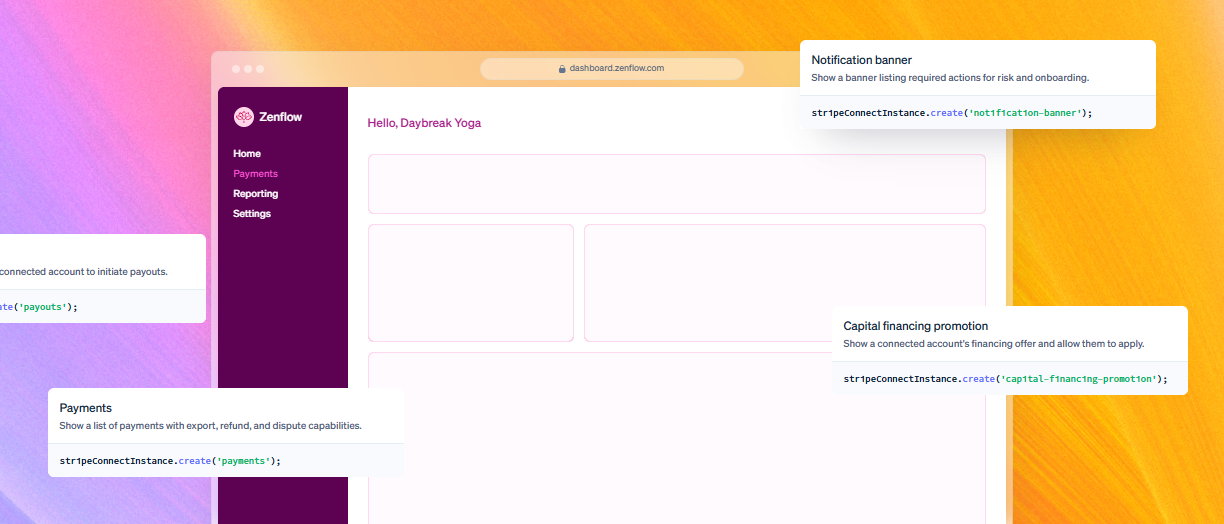 dashboard.zenflow.com
Notification banner
Show a banner listing required actions for risk and onboarding.
stripeConnectInstance.create('notification-banner');
Zenflow
Hello, Daybreak Yoga
Home
Payments
Reporting
Settings
connected account to initiate payouts.
ate('payouts');
Capital financing promotion
Show a connected account's financing offer and allow them to apply.
stripeConnectInstance.create('capital-financing-promotion');
Payments
Show a list of payments with export, refund, and dispute capabilities.
stripeConnectInstance.create('payments');